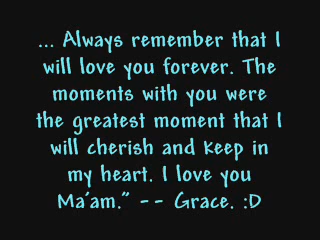 ... Always remember that I
will love you forever. The
moments with you were
the greatest moment that I
will cherish and keep in
my heart. I love you
Ma'am." -- Grace. :D